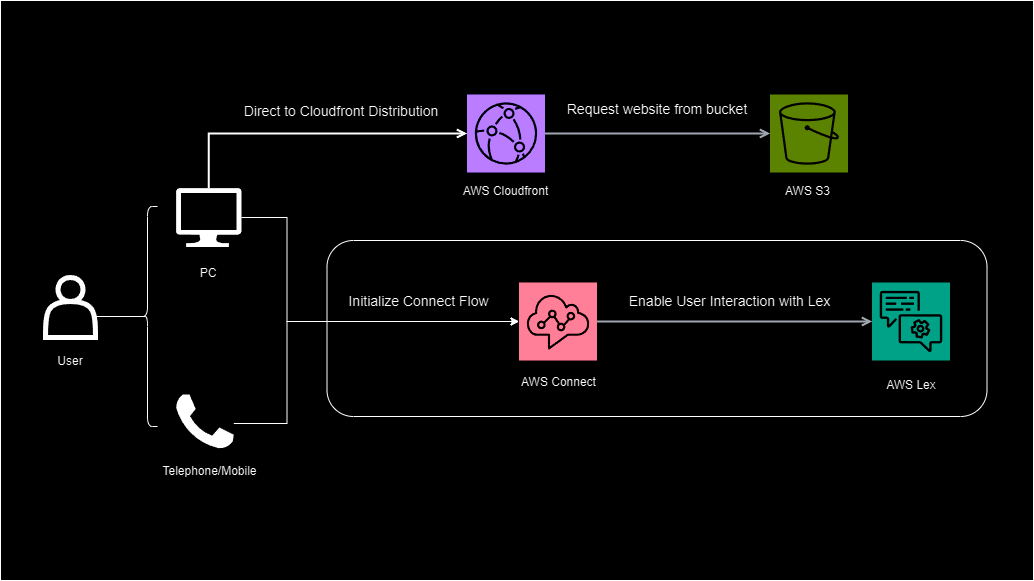 Direct to Cloudfront Distribution
Request website from bucket
AWS Cloudfront
AWS S3
PC
Initialize Connect Flow
Enable User Interaction with Lex
User
AWS Connect
AWS Lex
Telephone/Mobile